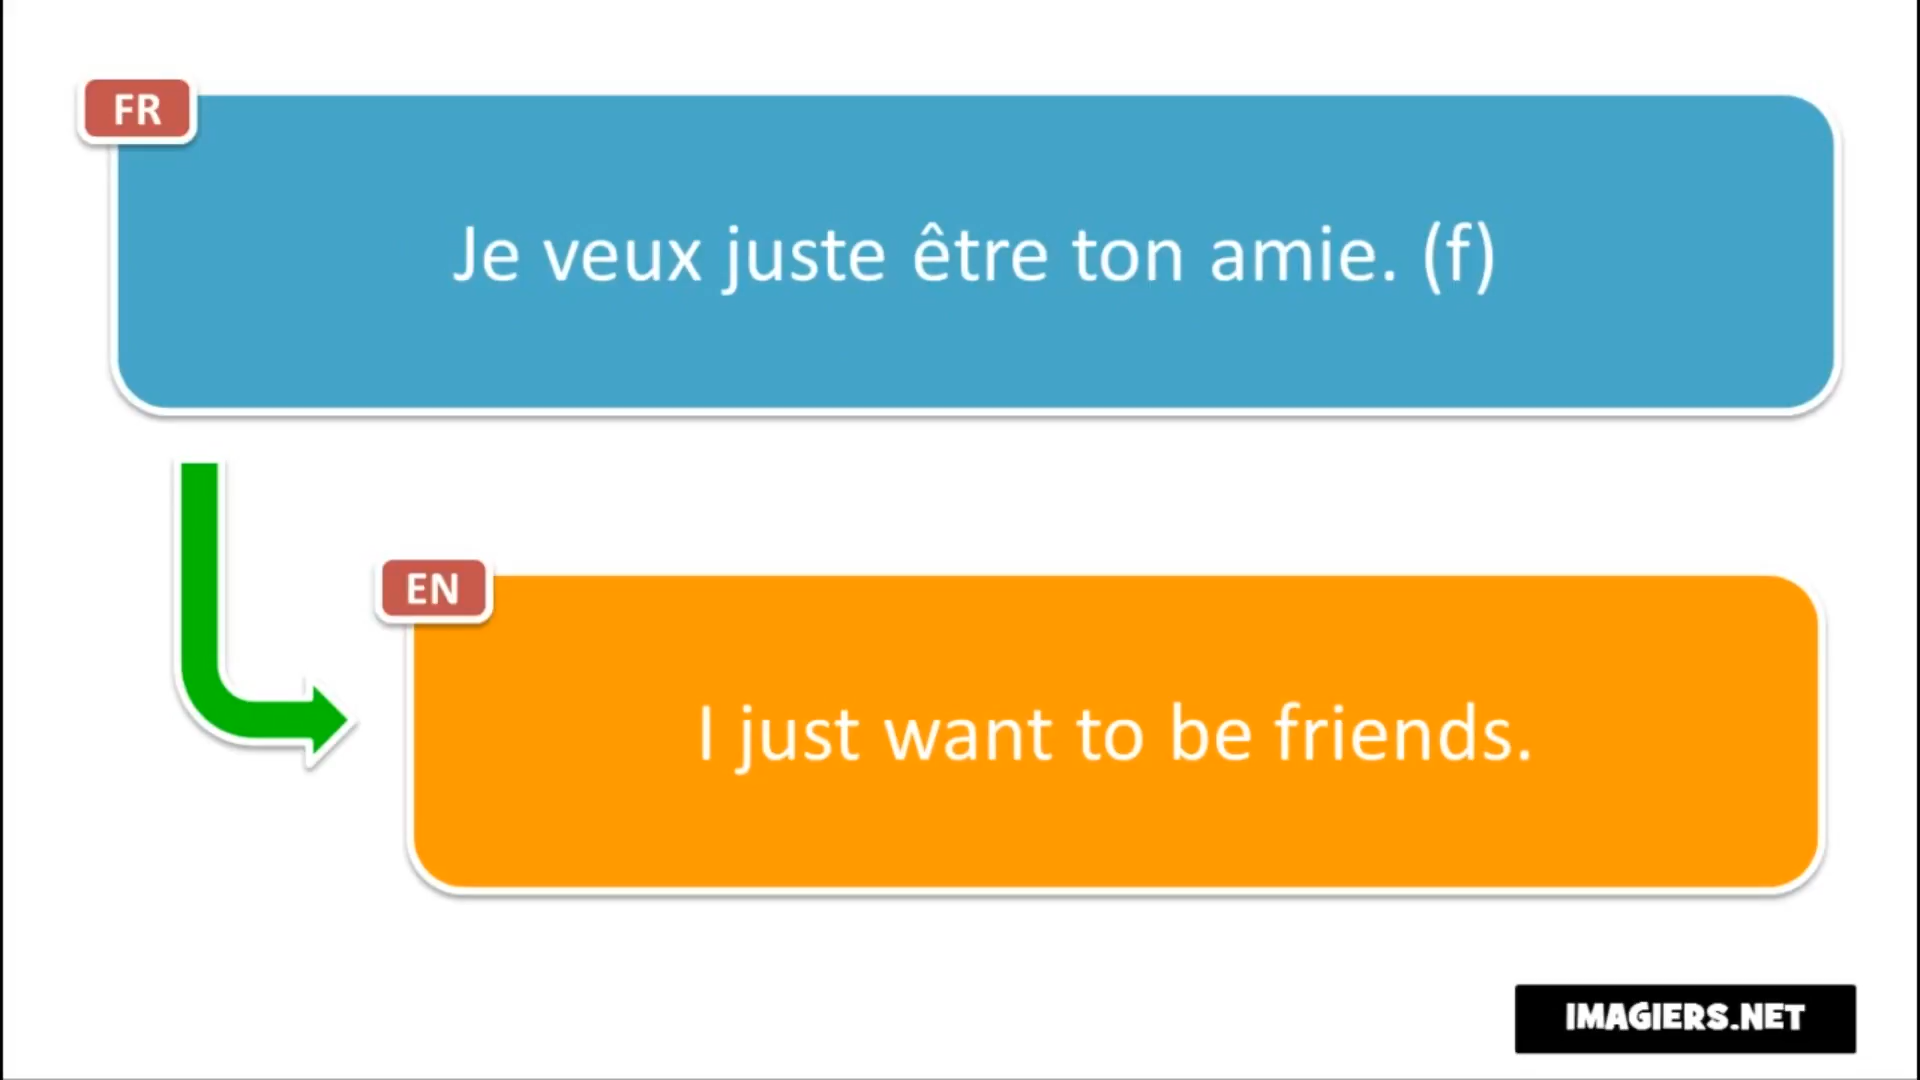 FR
Je veux juste être ton amie. (f)
EN
I just want to be friends.
IMAGIERS.NET